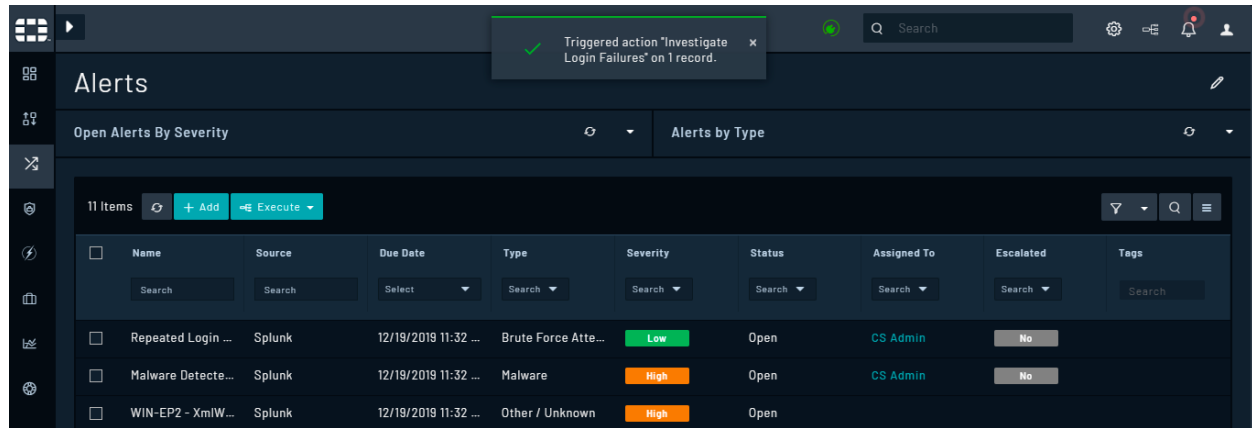 Triggered action "Investigate
Login Failures" on 1 record.
Search
Alerts
Open Alerts By Severity
Alerts by Type
11 Items + Add Execute
Name Source Due Date Type Severity Status Assigned To Escalated Tags
Search Search Select Search Search Search Search Search Search
Repeated Login ... Splunk 12/19/2019 11:32 ... Brute Force Atte... Low Open CS Admin No
Malware Detecte... Splunk 12/19/2019 11:32 ... Malware High Open CS Admin No
WIN-EP2 - XmlW... Splunk 12/19/2019 11:32 ... Other / Unknown High Open